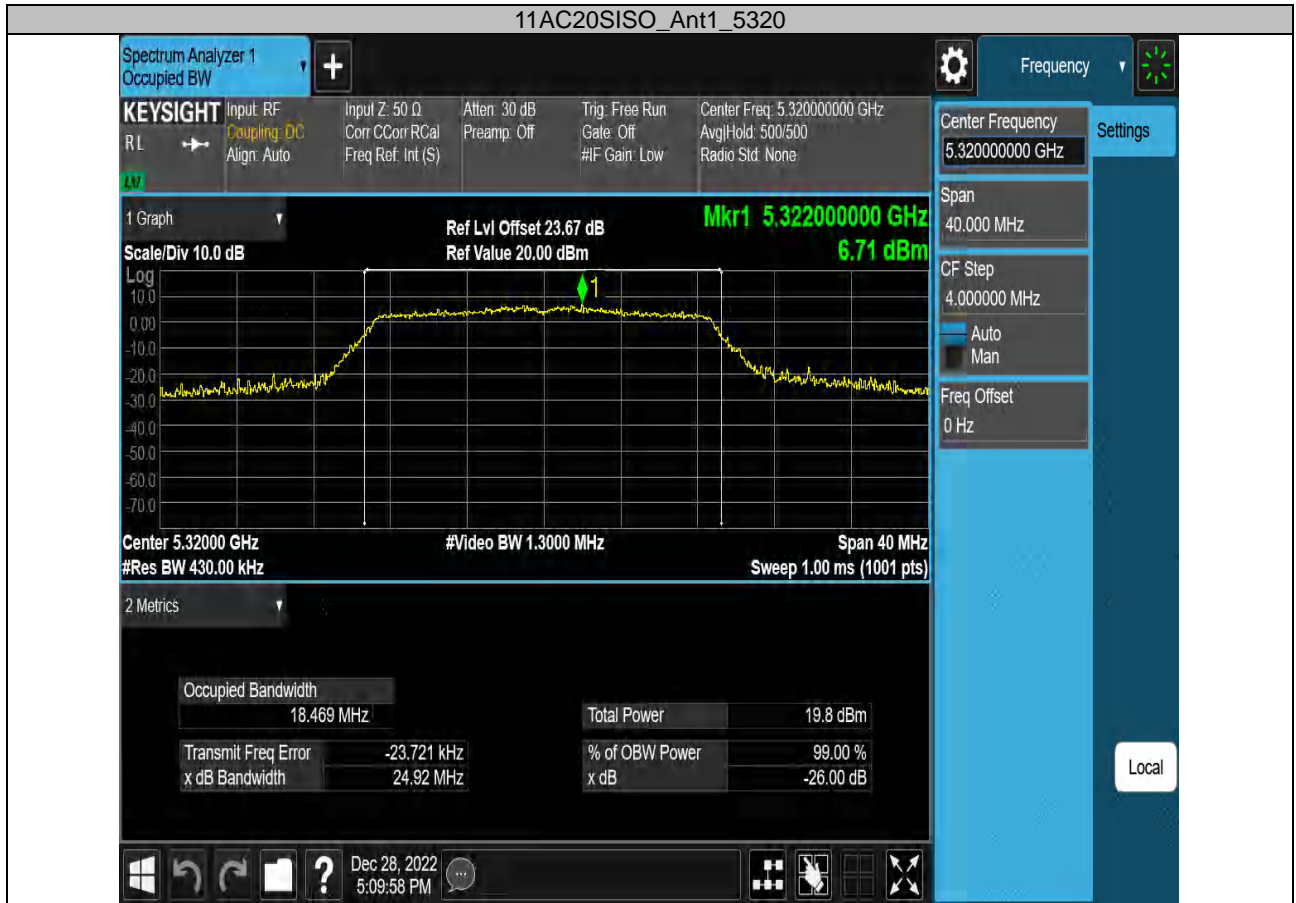 11AC20SISO_Ant1_5320
Spectrum Analyzer 1
Occupied BW
Frequency
KEYSIGHT
RL
Input: RF
Coupling: DC
Align: Auto
Input Z: 50 Ω
Corr CCorr RCal
Freq Ref: Int (S)
Atten: 30 dB
Preamp: Off
Trig: Free Run
Gate: Off
#IF Gain: Low
Center Freq: 5.320000000 GHz
Avg|Hold: 500/500
Radio Std: None
Center Frequency
5.320000000 GHz
Settings
Span
40.000 MHz
CF Step
4.000000 MHz
Auto
Man
Freq Offset
0 Hz
1 Graph
Scale/Div 10.0 dB
Ref Lvl Offset 23.67 dB
Ref Value 20.00 dBm
Mkr1 5.322000000 GHz
6.71 dBm
Log
10.0
0.00
-10.0
-20.0
-30.0
-40.0
-50.0
-60.0
-70.0
1
Center 5.32000 GHz
#Video BW 1.3000 MHz
Span 40 MHz
#Res BW 430.00 kHz
Sweep 1.00 ms (1001 pts)
2 Metrics
Occupied Bandwidth
18.469 MHz
Total Power 19.8 dBm
Transmit Freq Error -23.721 kHz
% of OBW Power 99.00 %
x dB Bandwidth 24.92 MHz
x dB -26.00 dB
Local
?
Dec 28, 2022
5:09:58 PM